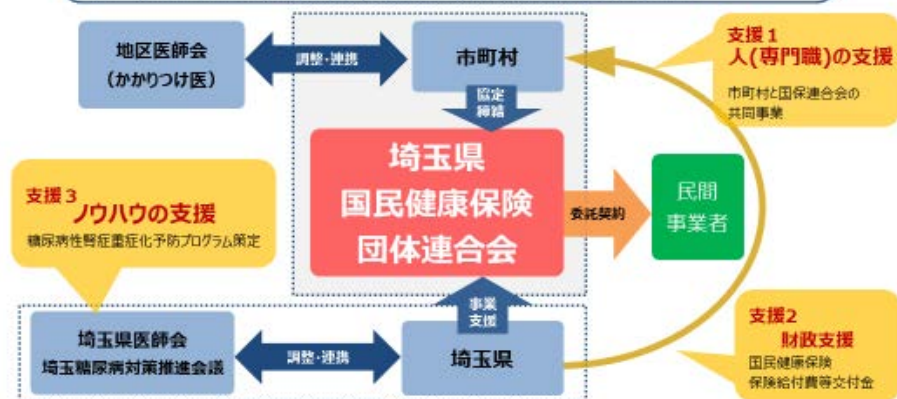 地区医師会
（かかりつけ医）
調整・連携
市町村
支援1
人(専門職)の支援
市町村と国保連合会の
共同事業
協定
締結
埼玉県
国民健康保険
団体連合会
委託契約
民間
事業者
支援3
ノウハウの支援
糖尿病性腎症重症化予防プログラム策定
事業
支援
埼玉県医師会
埼玉糖尿病対策推進会議
調整・連携
埼玉県
支援2
財政支援
国民健康保険
保険給付費等交付金